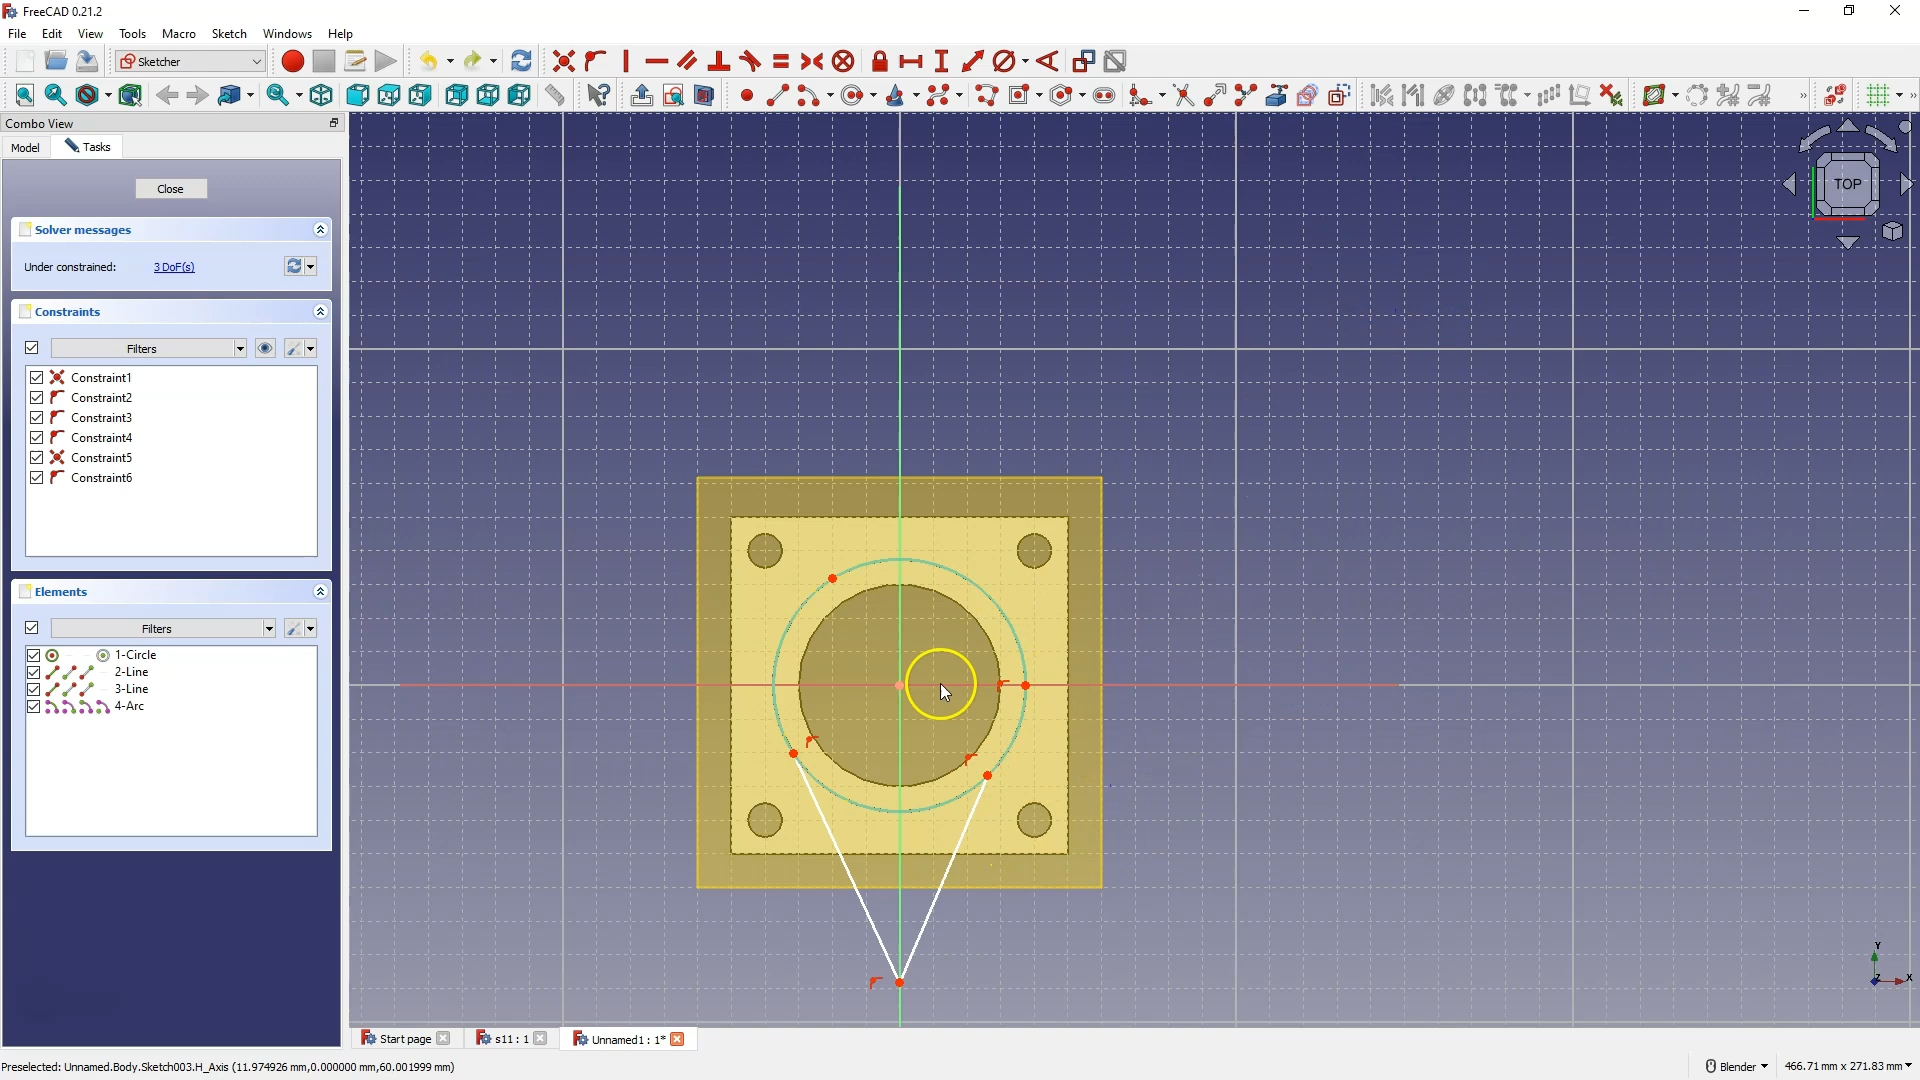 FreeCAD 0.21.2
File Edit View Tools Macro Sketch Windows Help
Sketcher
Combo View
Model Tasks
TOP
Close
Solver messages
Under constrained: 3 DoF(s)
Constraints
Filters
Constraint1
Constraint2
Constraint3
Constraint4
Constraint5
Constraint6
Elements
Filters
1-Circle
2-Line
3-Line
4-Arc
Y
Z X
Start page s11 : 1 Unnamed1 : 1*
Preselected: Unnamed.Body.Sketch003.H_Axis (11.974926 mm,0.000000 mm,60.001999 mm) Blender 466.71 mm x 271.83 mm